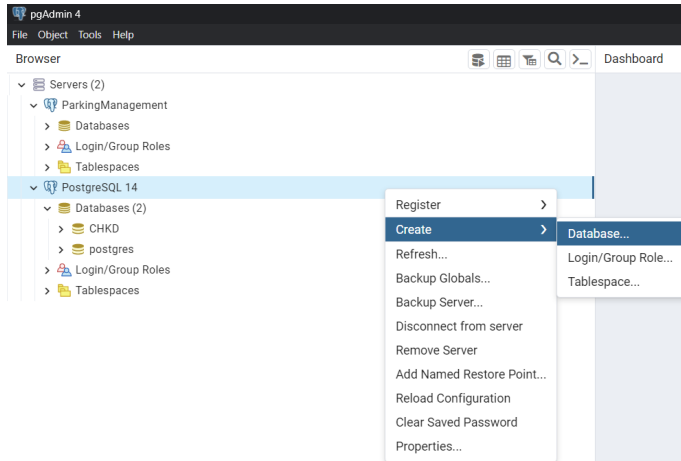 pgAdmin 4
File Object Tools Help
Browser
Dashboard
Servers (2)
ParkingManagement
Databases
Login/Group Roles
Tablespaces
PostgreSQL 14
Databases (2)
CHKD
postgres
Login/Group Roles
Tablespaces
Register
Create
Refresh...
Backup Globals...
Backup Server...
Disconnect from server
Remove Server
Add Named Restore Point...
Reload Configuration
Clear Saved Password
Properties...
Database...
Login/Group Role...
Tablespace...